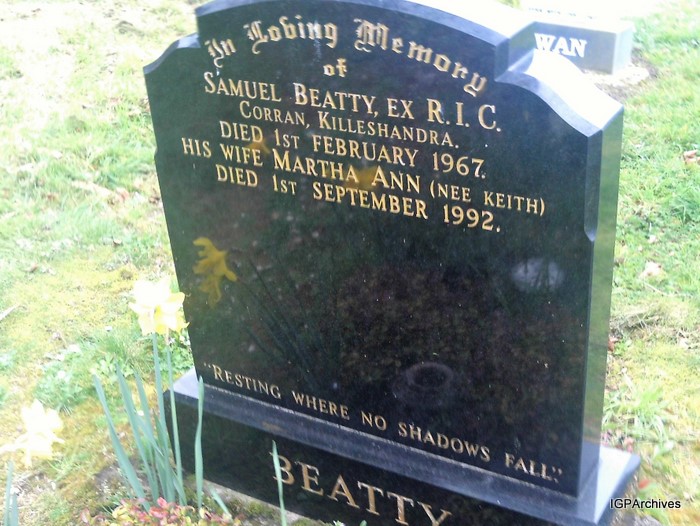 In Loving Memory
of
SAMUEL BEATTY, EX R.I.C.
CORRAN, KILLESHANDRA.
DIED 1ST FEBRUARY 1967.
HIS WIFE MARTHA ANN (NEE KEITH)
DIED 1ST SEPTEMBER 1992.
"RESTING WHERE NO SHADOWS FALL".
BEATTY
WAN
IGPArchives